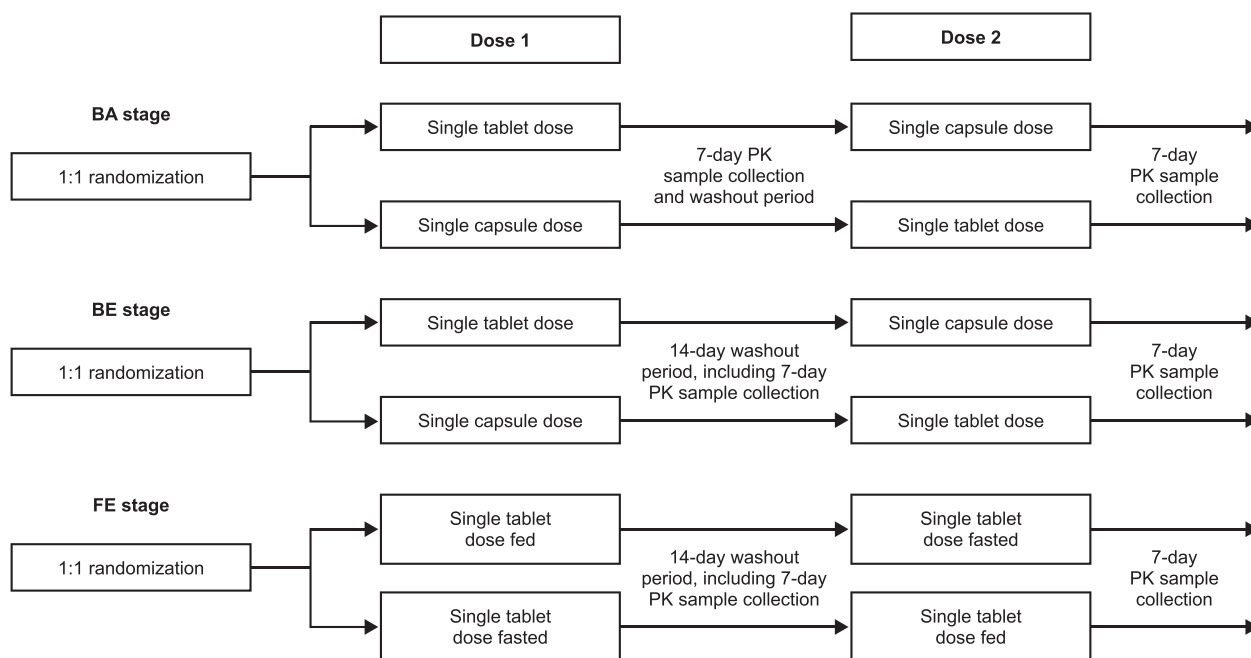 Dose 1
Dose 2
BA stage
1:1 randomization
Single tablet dose
Single capsule dose
7-day PK
sample collection
and washout period
7-day
PK sample
collection
Single capsule dose
Single tablet dose
BE stage
1:1 randomization
Single tablet dose
Single capsule dose
14-day washout
period, including 7-day
PK sample collection
7-day
PK sample
collection
Single capsule dose
Single tablet dose
FE stage
1:1 randomization
Single tablet
dose fed
Single tablet
dose fasted
14-day washout
period, including 7-day
PK sample collection
7-day
PK sample
collection
Single tablet
dose fasted
Single tablet
dose fed